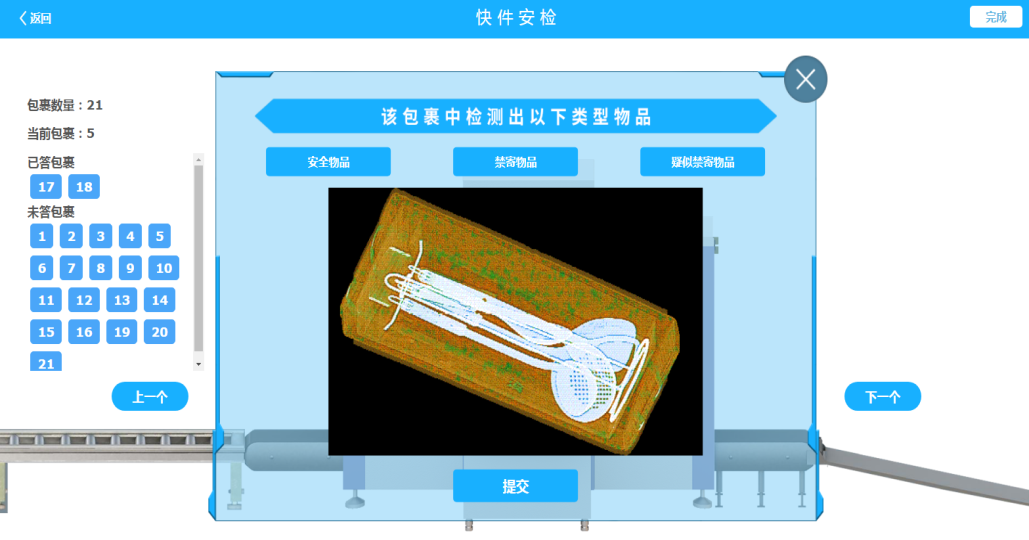 返回
快件安检
完成
包裹数量：21
当前包裹：5
已答包裹
17 18
未答包裹
1 2 3 4 5
6 7 8 9 10
11 12 13 14
15 16 19 20
21
上一个
该包裹中检测出以下类型物品
安全物品 禁寄物品 疑似禁寄物品
提交
下一个